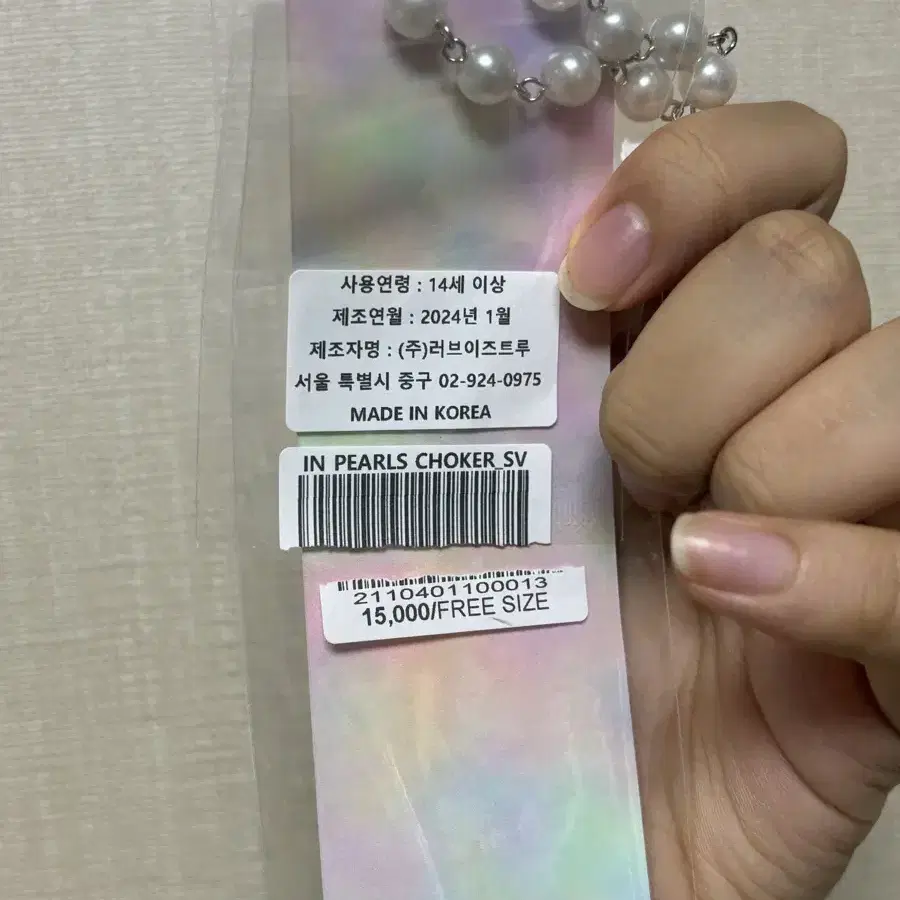 사용연령 : 14세 이상
제조연월 : 2024년 1월
제조자명 : (주)러브이즈트루
서울 특별시 중구 02-924-0975
MADE IN KOREA
IN PEARLS CHOKER_SV
2110401100013
15,000/FREE SIZE